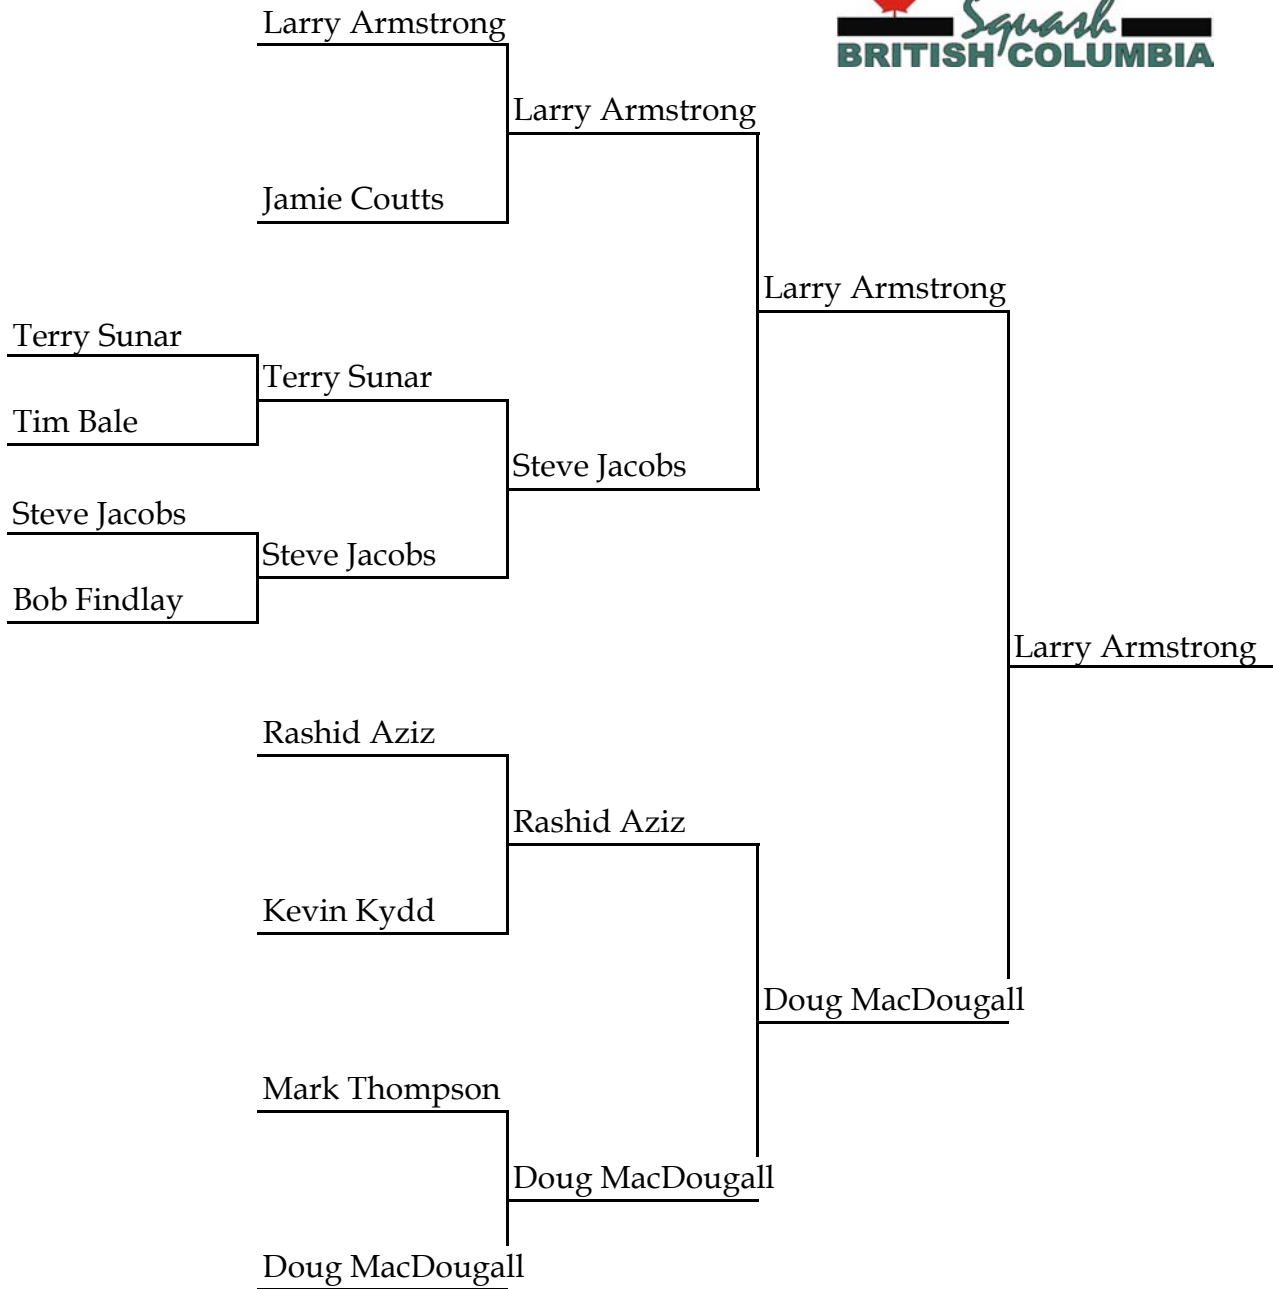 Larry Armstrong
Squash
BRITISH COLUMBIA
Larry Armstrong
Jamie Coutts
Larry Armstrong
Terry Sunar
Terry Sunar
Tim Bale
Steve Jacobs
Steve Jacobs
Steve Jacobs
Bob Findlay
Larry Armstrong
Rashid Aziz
Rashid Aziz
Kevin Kydd
Doug MacDougall
Mark Thompson
Doug MacDougall
Doug MacDougall